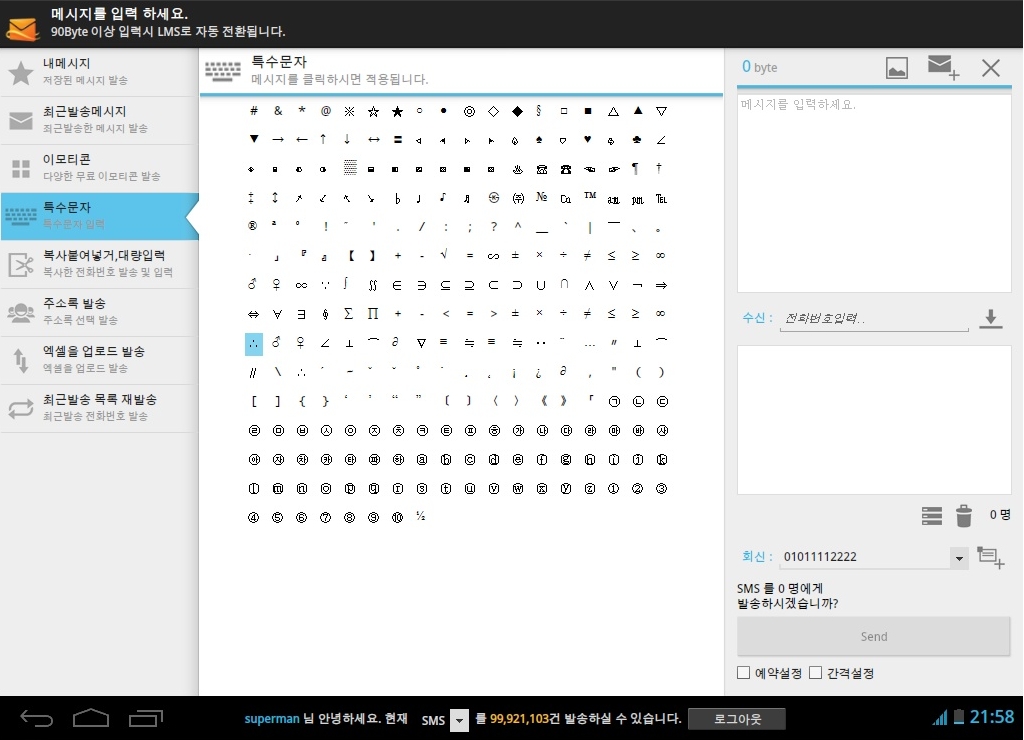 메시지를 입력 하세요.
90Byte 이상 입력시 LMS로 자동 전환됩니다.
내메시지
저장된 메시지 발송
최근발송메시지
최근발송한 메시지 발송
이모티콘
다양한 무료 이모티콘 발송
특수문자
특수문자 입력
복사붙여넣거,대량입력
복사한 전화번호 발송 및 입력
주소록 발송
주소록 선택 발송
엑셀을 업로드 발송
엑셀을 업로드 발송
최근발송 목록 재발송
최근발송 전화번호 발송
특수문자
메시지를 클릭하시면 적용됩니다.
# & * @ ※ ☆ ★ ○ ● ◎ ◇ ◆ § □ ■ △ ▲ ▽
▼ → ← ↑ ↓ ↔ 〓 ◁ ◀ ▷ ▶ ♤ ♠ ♡ ♥ ♧ ♣ ∠
◈ ▣ ◐ ◑ ▒ ▤ ▥ ▨ ▧ ▦ ▩ ♨ ☏ ☎ ☜ ☞ ¶ †
‡ ↕ ↗ ↙ ↖ ↘ ♭ ♩ ♪ ♬ ㉿ ㈜ № ㏇ ™ ㏂ ㏘ ℡
® ª º ! ˝ ' . / : ; ? ^ ＿ ` | ￣ 、 。
· 」 『 』 【 】 + - √ = ∽ ± × ÷ ≠ ≤ ≥ ∞
♂ ♀ ∞ ∵ ∫ ∬ ∈ ∋ ⊆ ⊇ ⊂ ⊃ ∪ ∩ ∧ ∨ ¬ ⇒
⇔ ∀ ∃ ∮ ∑ ∏ + - < = > ± × ÷ ≠ ≤ ≥ ∞
∴ ♂ ♀ ∠ ⊥ ⌒ ∂ ∇ ≡ ≒ ≡ ≒ ‥ ¨ … 〃 ⊥ ⌒
∥ \ ∴ ´ ~ ˇ ˘ ˚ ˙ ¸ ˛ ¡ ¿ ∂ , " ( )
[ ] { } ‘ ’ “ ” 〔 〕 〈 〉 《 》 「 ㉠ ㉡ ㉢
㉣ ㉤ ㉥ ㉦ ㉧ ㉨ ㉩ ㉪ ㉫ ㉬ ㉭ ㉮ ㉯ ㉰ ㉱ ㉲ ㉳ ㉴
㉵ ㉶ ㉷ ㉸ ㉹ ㉺ ㉻ ⓐ ⓑ ⓒ ⓓ ⓔ ⓕ ⓖ ⓗ ⓘ ⓙ ⓚ
ⓛ ⓜ ⓝ ⓞ ⓟ ⓠ ⓡ ⓢ ⓣ ⓤ ⓥ ⓦ ⓧ ⓨ ⓩ ① ② ③
④ ⑤ ⑥ ⑦ ⑧ ⑨ ⑩ ½
0 byte
메시지를 입력하세요.
수신 : 전화번호입력..
0 명
회신 : 01011112222
SMS 를 0 명에게
발송하시겠습니까?
Send
예약설정 간격설정
superman 님 안녕하세요. 현재 SMS 를 99,921,103건 발송하실 수 있습니다. 로그아웃
21:58